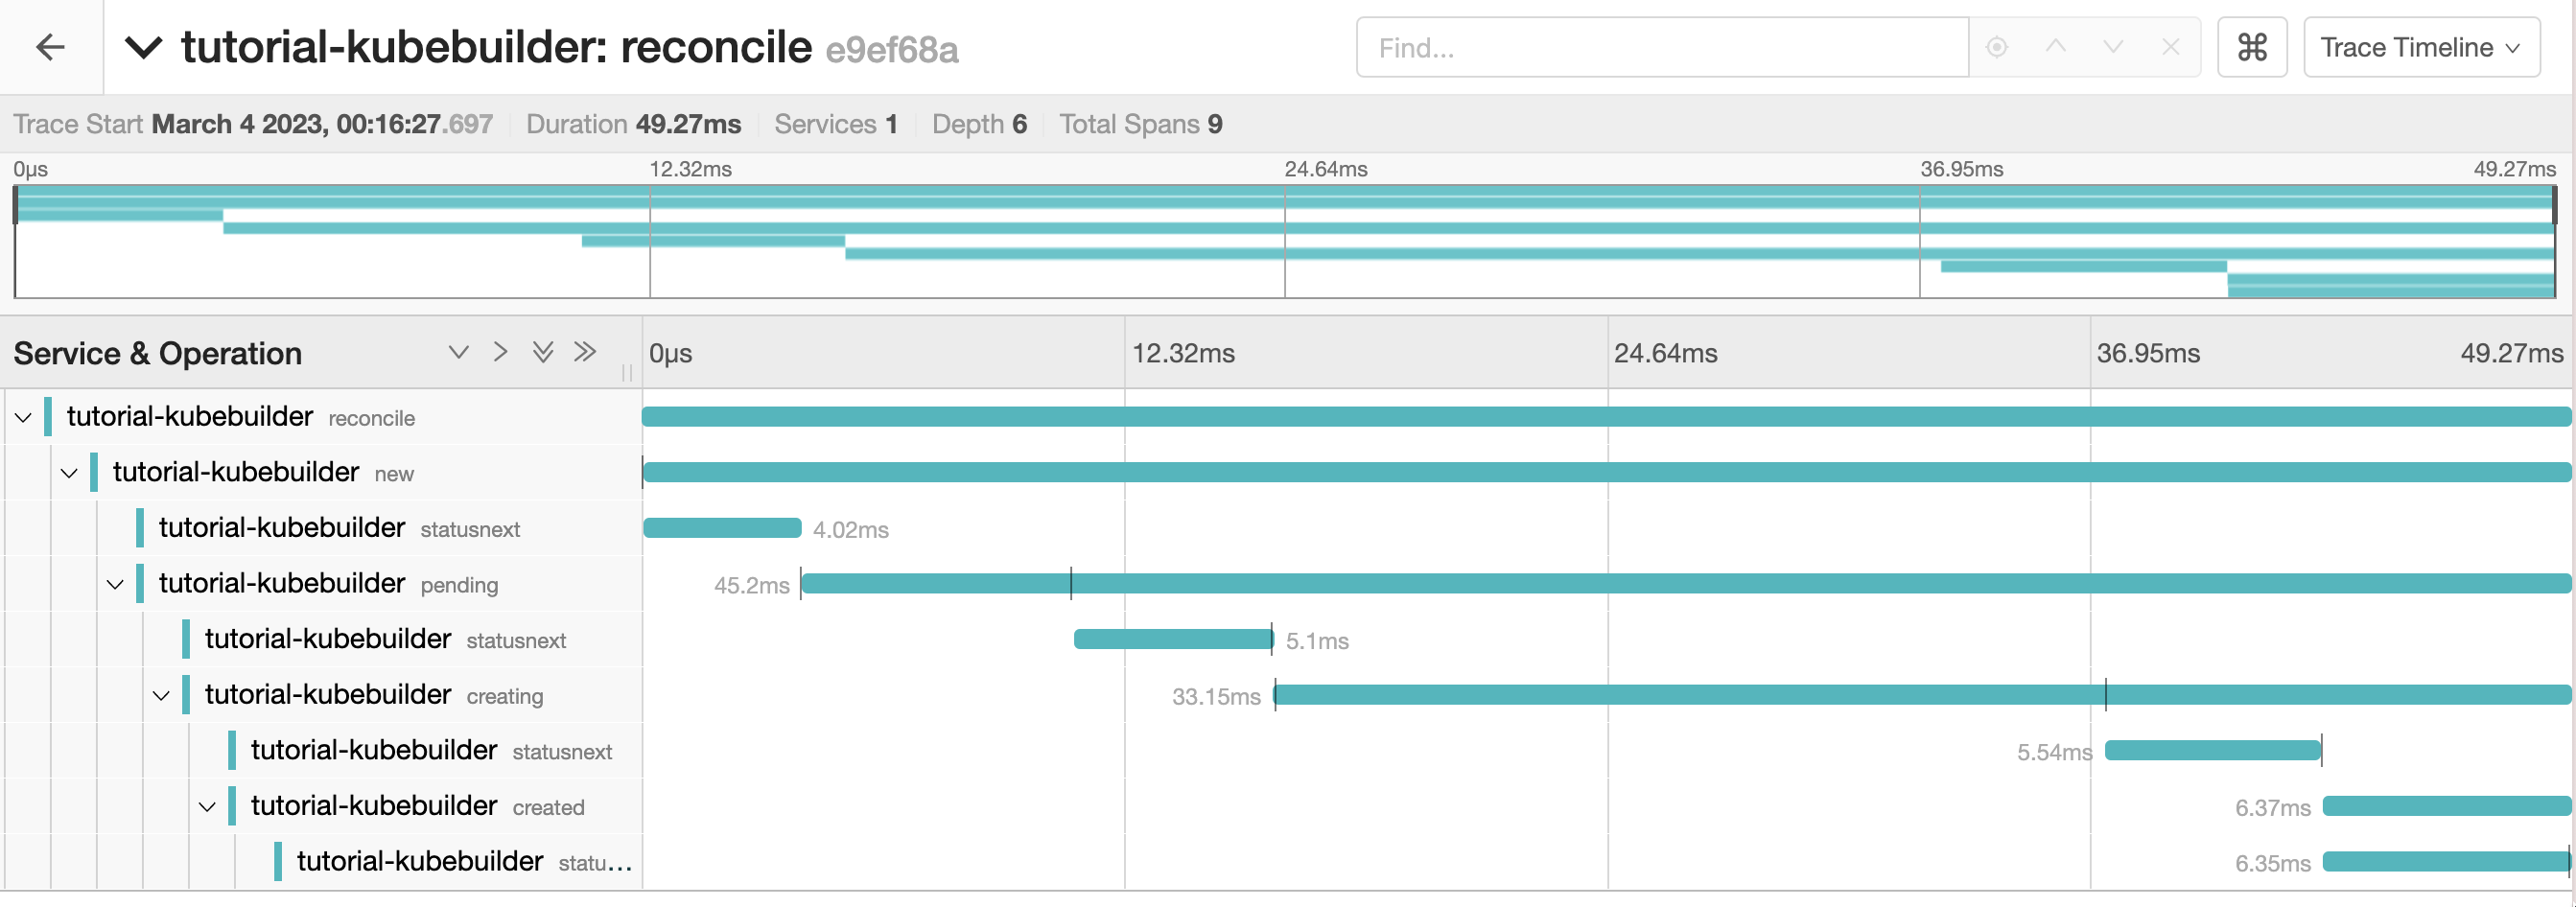 tutorial-kubebuilder: reconcile e9ef68a Find... ⌘ Trace Timeline
Trace Start March 4 2023, 00:16:27.697 Duration 49.27ms Services 1 Depth 6 Total Spans 9
0μs 12.32ms 24.64ms 36.95ms 49.27ms
Service & Operation 0μs 12.32ms 24.64ms 36.95ms 49.27ms
tutorial-kubebuilder reconcile
tutorial-kubebuilder new
tutorial-kubebuilder statusnext 4.02ms
tutorial-kubebuilder pending 45.2ms
tutorial-kubebuilder statusnext 5.1ms
tutorial-kubebuilder creating 33.15ms
tutorial-kubebuilder statusnext 5.54ms
tutorial-kubebuilder created 6.37ms
tutorial-kubebuilder statu... 6.35ms